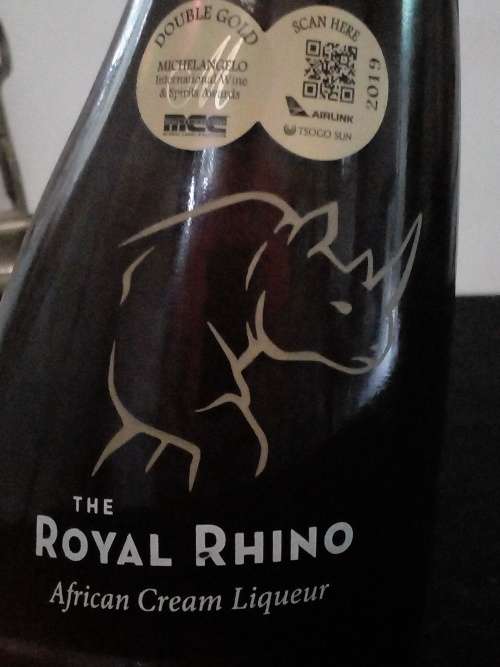 DOUBLE GOLD
MICHELANGELO
International Wine
& Spirits Awards
SCAN HERE
2019
AIRLINK
TSOGO SUN
THE
ROYAL RHINO
African Cream Liqueur